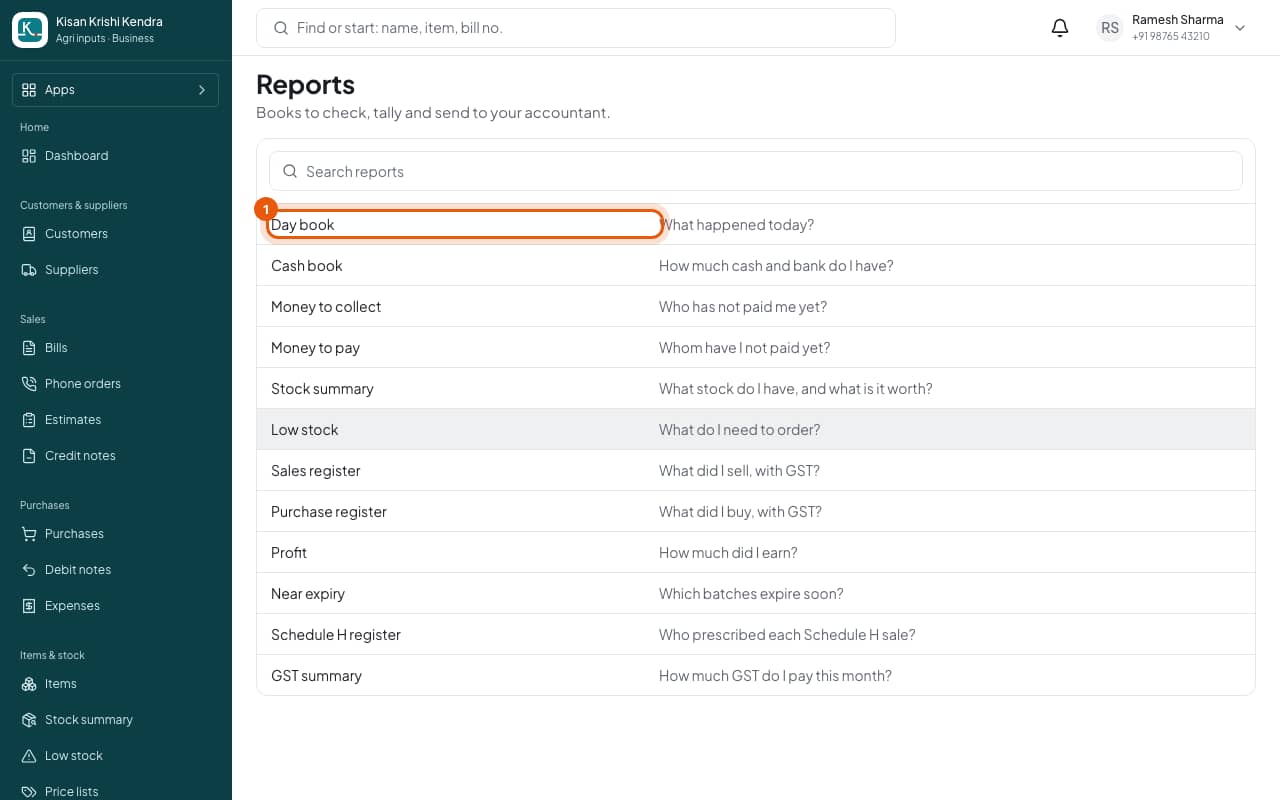 Kisan Krishi Kendra
Agri inputs · Business
Apps
Home
Dashboard
Customers & suppliers
Customers
Suppliers
Sales
Bills
Phone orders
Estimates
Credit notes
Purchases
Purchases
Debit notes
Expenses
Items & stock
Items
Stock summary
Low stock
Price lists
Find or start: name, item, bill no.
RS
Ramesh Sharma
+91 98765 43210
Reports
Books to check, tally and send to your accountant.
Search reports
1
Day book What happened today?
Cash book How much cash and bank do I have?
Money to collect Who has not paid me yet?
Money to pay Whom have I not paid yet?
Stock summary What stock do I have, and what is it worth?
Low stock What do I need to order?
Sales register What did I sell, with GST?
Purchase register What did I buy, with GST?
Profit How much did I earn?
Near expiry Which batches expire soon?
Schedule H register Who prescribed each Schedule H sale?
GST summary How much GST do I pay this month?